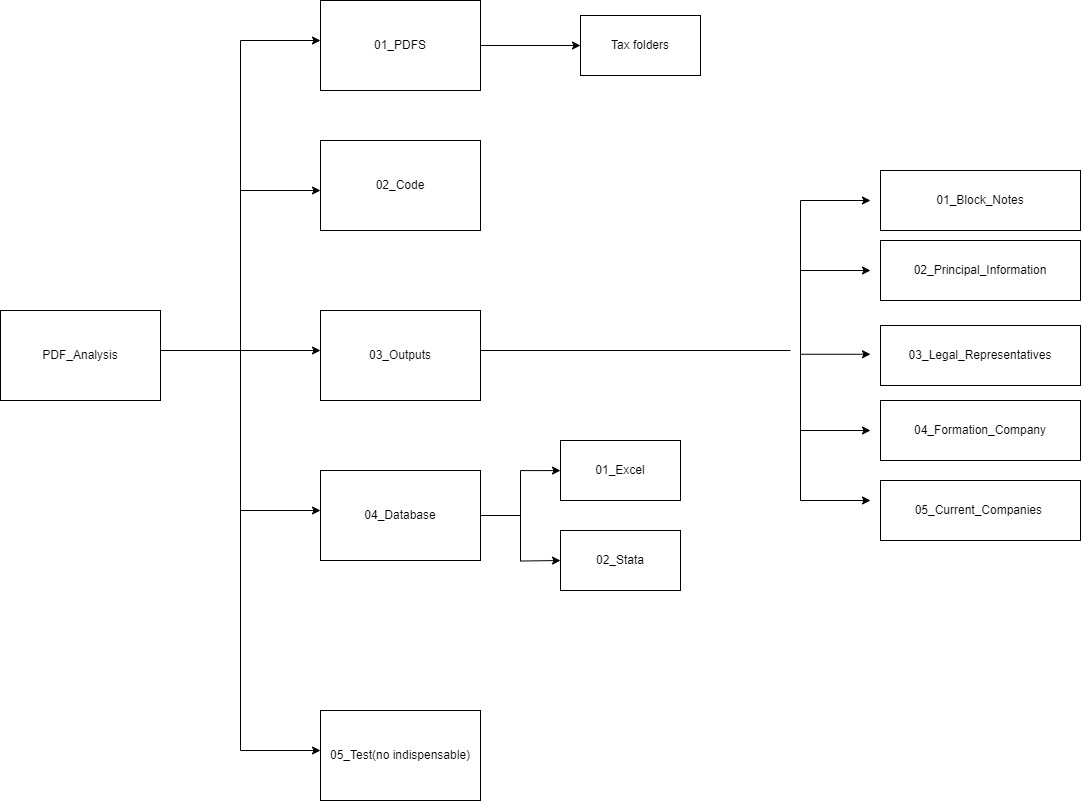 01_PDFS
Tax folders
02_Code
01_Block_Notes
02_Principal_Information
PDF_Analysis
03_Outputs
03_Legal_Representatives
04_Formation_Company
01_Excel
04_Database
05_Current_Companies
02_Stata
05_Test(no indispensable)